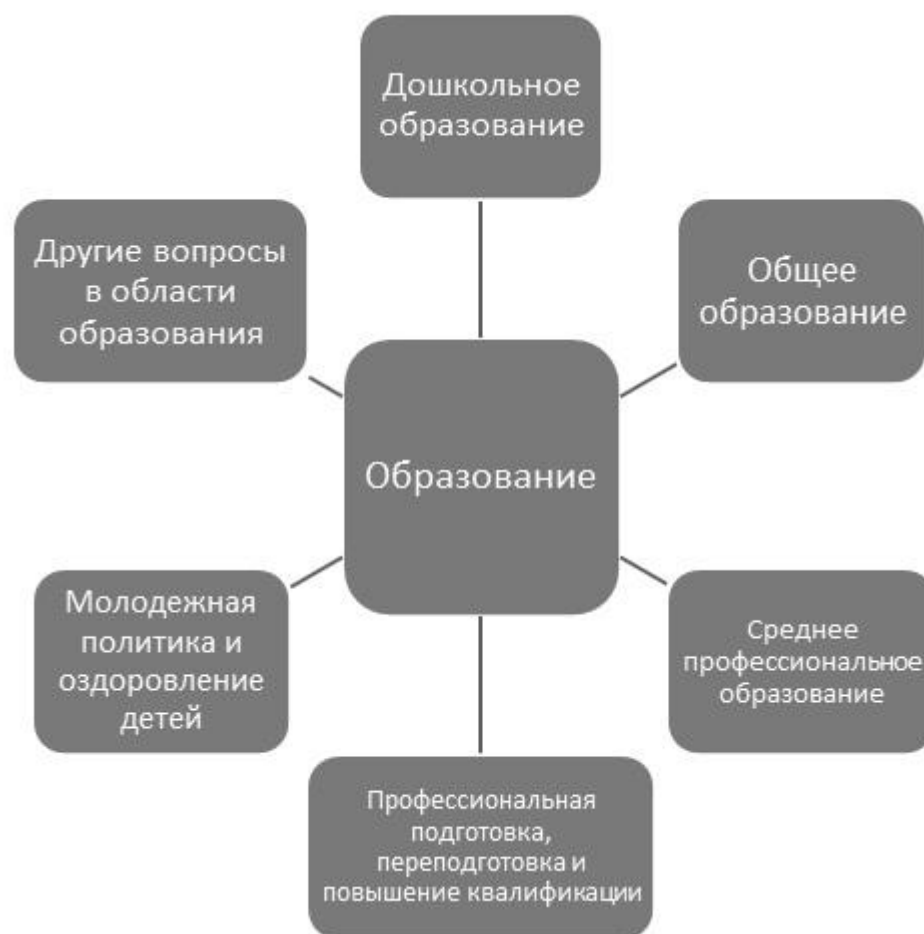 Дошкольное
образование
Другие вопросы
в области
образования
Общее
образование
Образование
Молодежная
политика и
оздоровление
детей
Среднее
профессиональное
образование
Профессиональная
подготовка,
переподготовка и
повышение квалификации